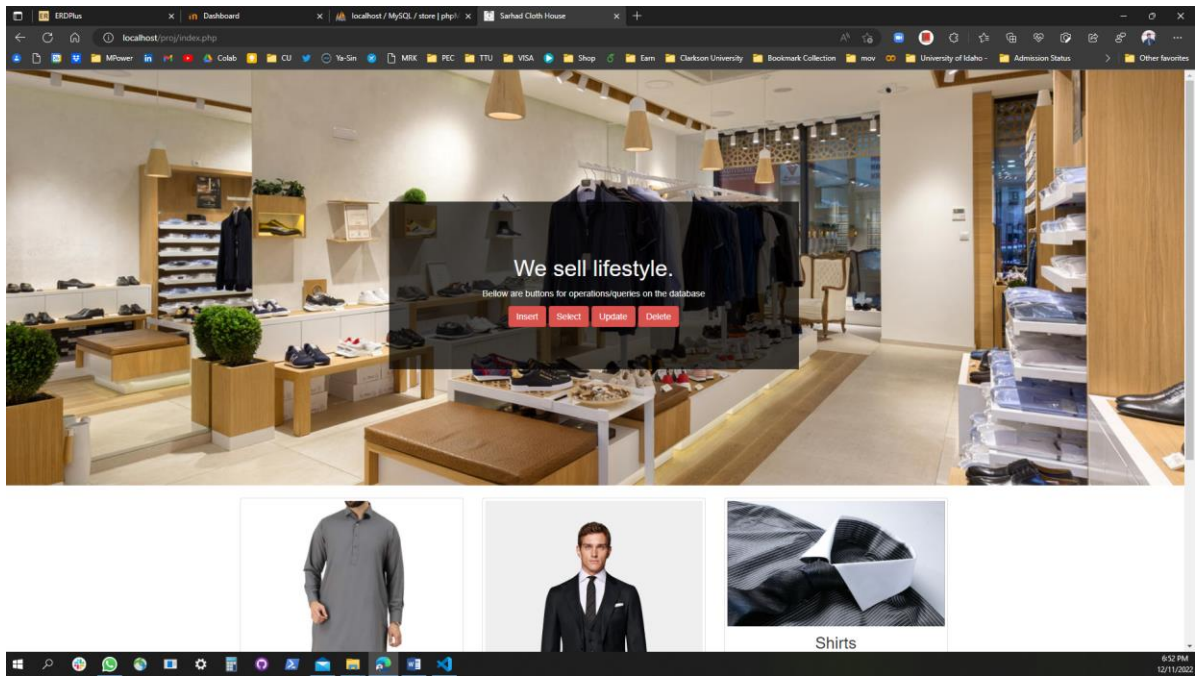 ERDPlus
Dashboard
localhost / MySQL / store | phpM
Sarhad Cloth House
localhost/proj/index.php
MPower
Colab
CU
Ya-Sin
MRK
PEC
TTU
VISA
Shop
Earn
Clarkson University
Bookmark Collection
mov
University of Idaho -
Admission Status
Other favorites
We sell lifestyle.
Bellow are buttons for operations/queries on the database
Insert Select Update Delete
Shirts
6:52 PM
12/11/2022